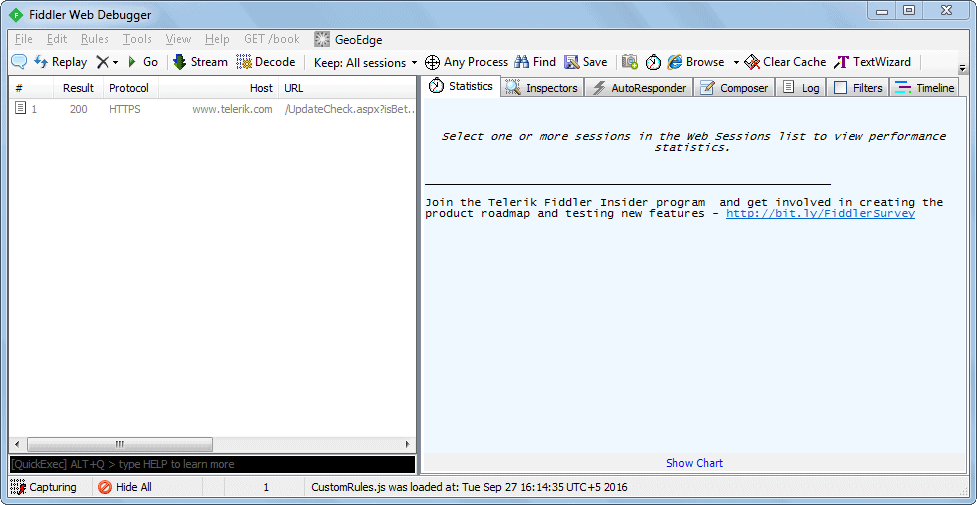 Fiddler Web Debugger
File Edit Rules Tools View Help GET /book GeoEdge
Replay Go Stream Decode Keep: All sessions Any Process Find Save Browse Clear Cache TextWizard
# Result Protocol Host URL
1 200 HTTPS www.telerik.com /UpdateCheck.aspx?isBet...
Statistics Inspectors AutoResponder Composer Log Filters Timeline
Select one or more sessions in the Web Sessions list to view performance
statistics.
Join the Telerik Fiddler Insider program and get involved in creating the
product roadmap and testing new features - http://bit.ly/FiddlerSurvey
Show Chart
[QuickExec] ALT+Q > type HELP to learn more
Capturing Hide All 1 CustomRules.js was loaded at: Tue Sep 27 16:14:35 UTC+5 2016